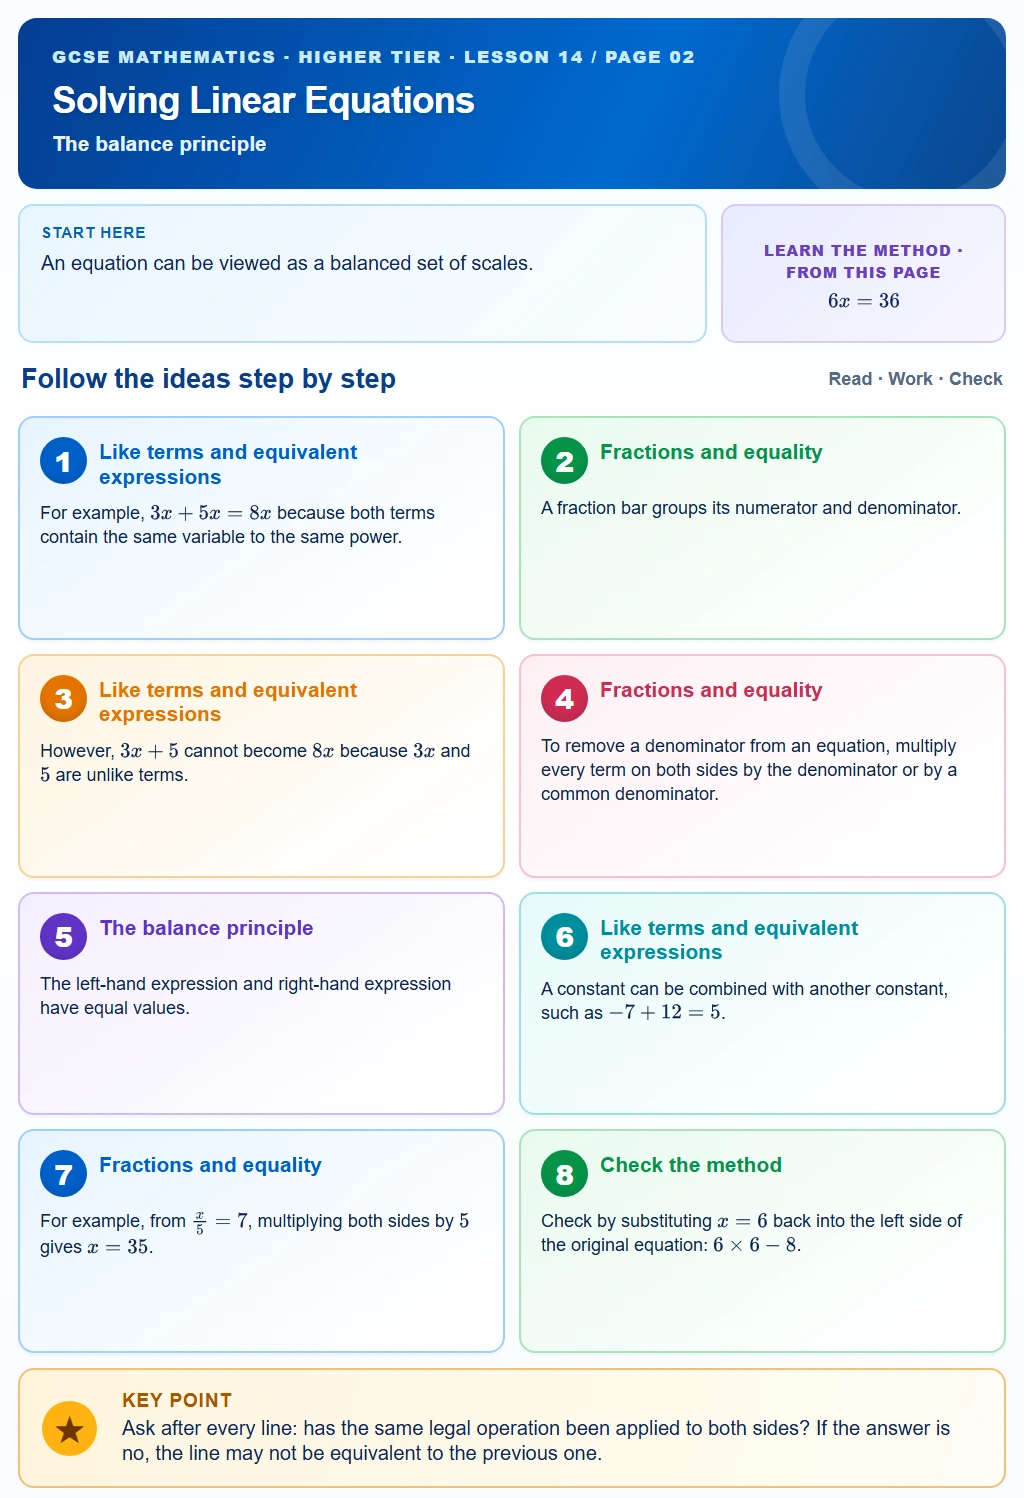 GCSE MATHEMATICS · HIGHER TIER · LESSON 14 / PAGE 02
Solving Linear Equations
The balance principle
START HERE
An equation can be viewed as a balanced set of scales.
LEARN THE METHOD ·
FROM THIS PAGE
6x = 36
Follow the ideas step by step
Read · Work · Check
1
Like terms and equivalent
expressions
For example, 3x + 5x = 8x because both terms
contain the same variable to the same power.
2
Fractions and equality
A fraction bar groups its numerator and denominator.
3
Like terms and equivalent
expressions
However, 3x + 5 cannot become 8x because 3x and
5 are unlike terms.
4
Fractions and equality
To remove a denominator from an equation, multiply
every term on both sides by the denominator or by a
common denominator.
5
The balance principle
The left-hand expression and right-hand expression
have equal values.
6
Like terms and equivalent
expressions
A constant can be combined with another constant,
such as −7 + 12 = 5.
7
Fractions and equality
For example, from x/5 = 7, multiplying both sides by 5
gives x = 35.
8
Check the method
Check by substituting x = 6 back into the left side of
the original equation: 6 × 6 − 8.
KEY POINT
Ask after every line: has the same legal operation been applied to both sides? If the answer is
no, the line may not be equivalent to the previous one.